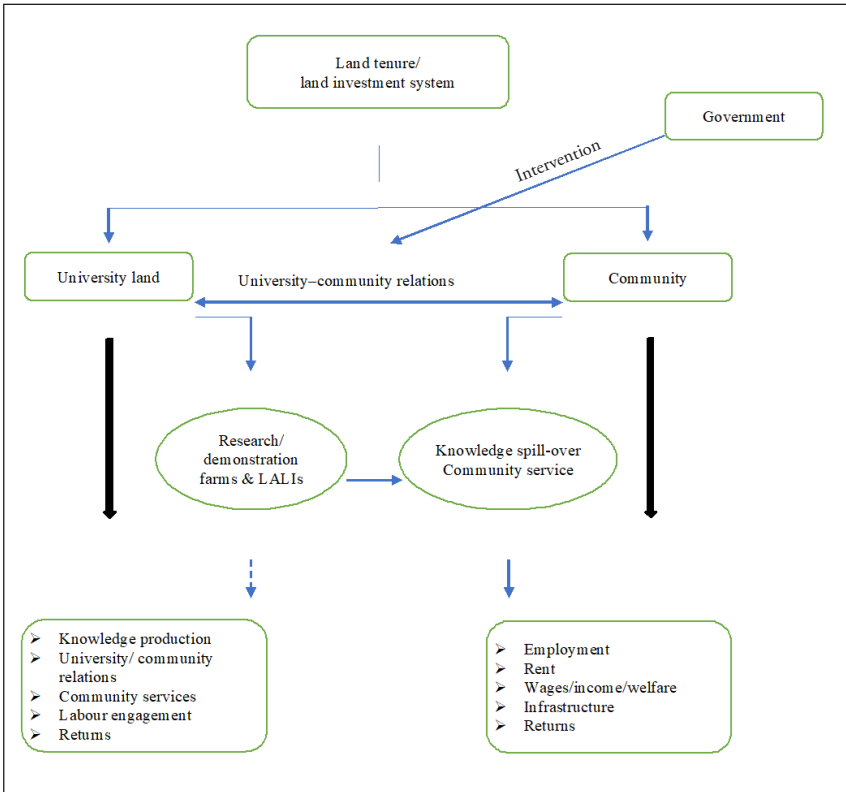 Land tenure/
land investment system
Government
Intervention
University land
University–community relations
Community
Research/
demonstration
farms & LALIs
Knowledge spill-over
Community service
➢ Knowledge production
➢ University/ community
relations
➢ Community services
➢ Labour engagement
➢ Returns
➢ Employment
➢ Rent
➢ Wages/income/welfare
➢ Infrastructure
➢ Returns